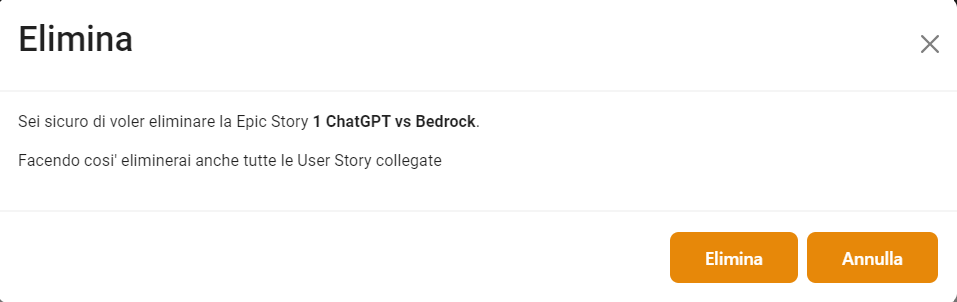 Elimina
Sei sicuro di voler eliminare la Epic Story 1 ChatGPT vs Bedrock.
Facendo cosi' eliminerai anche tutte le User Story collegate
Elimina
Annulla